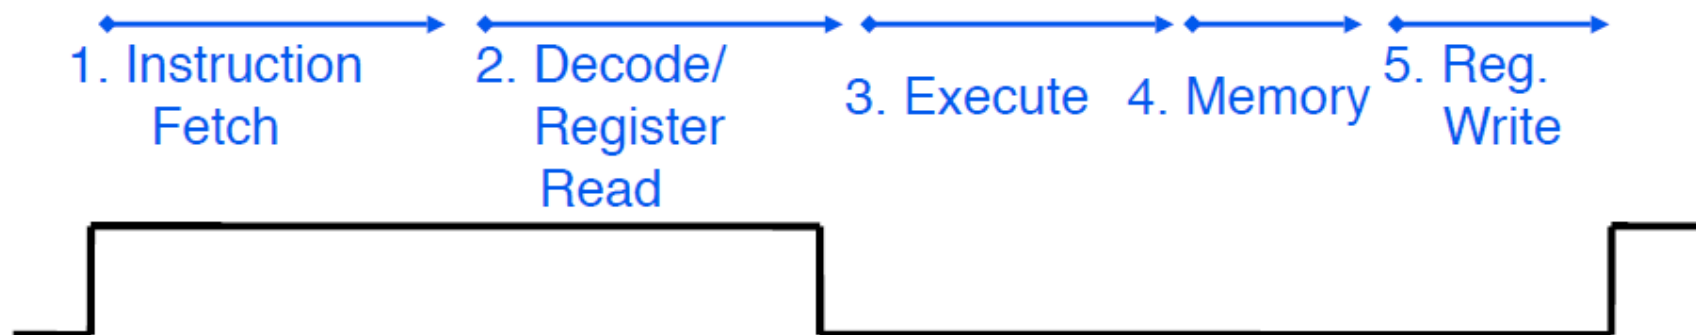 1. Instruction
Fetch
2. Decode/
Register
Read
3. Execute
4. Memory
5. Reg.
Write